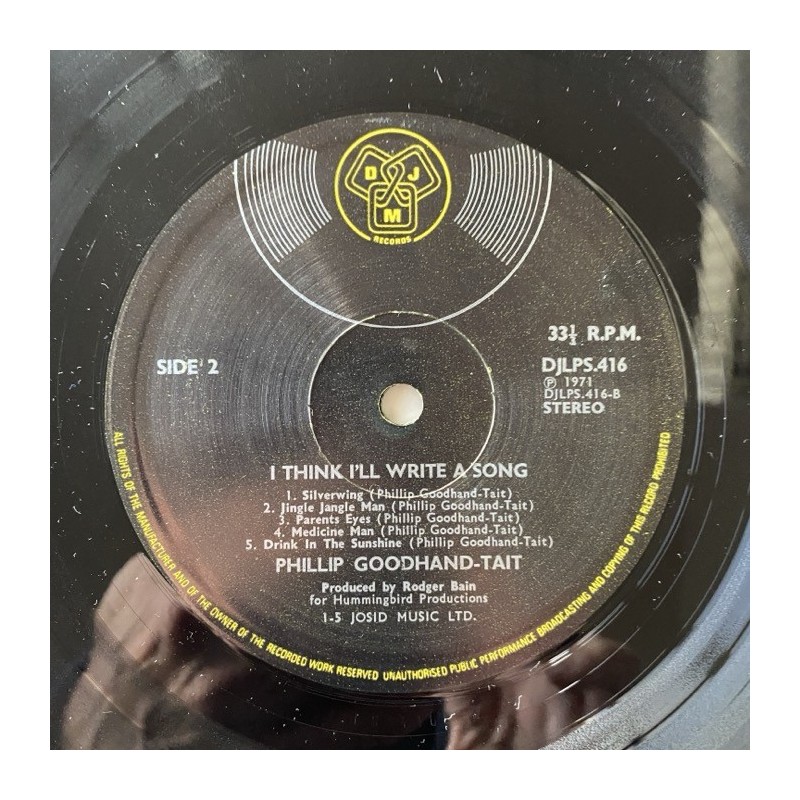 D J
M
RECORDS
SIDE 2
33⅓ R.P.M.
DJLPS.416
Ⓟ 1971
DJLPS.416-B
STEREO
I THINK I'LL WRITE A SONG
1. Silverwing (Phillip Goodhand-Tait)
2. Jingle Jangle Man (Phillip Goodhand-Tait)
3. Parents Eyes (Phillip Goodhand-Tait)
4. Medicine Man (Phillip Goodhand-Tait)
5. Drink In The Sunshine (Phillip Goodhand-Tait)
PHILLIP GOODHAND-TAIT
Produced by Rodger Bain
for Hummingbird Productions
1-5 JOSID MUSIC LTD.
ALL RIGHTS OF THE MANUFACTURER AND OF THE OWNER OF THE RECORDED WORK RESERVED UNAUTHORISED PUBLIC PERFORMANCE BROADCASTING AND COPYING OF THIS RECORD PROHIBITED